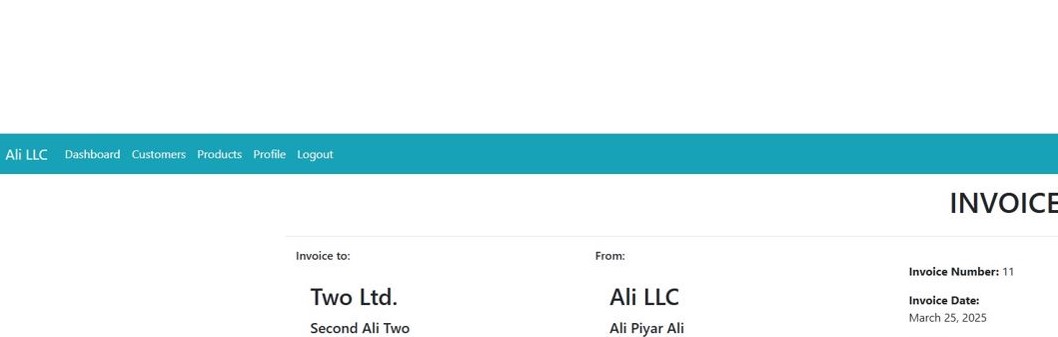 Ali LLC Dashboard Customers Products Profile Logout
INVOICE
Invoice to:
From:
Invoice Number: 11
Two Ltd.
Ali LLC
Invoice Date:
March 25, 2025
Second Ali Two
Ali Piyar Ali